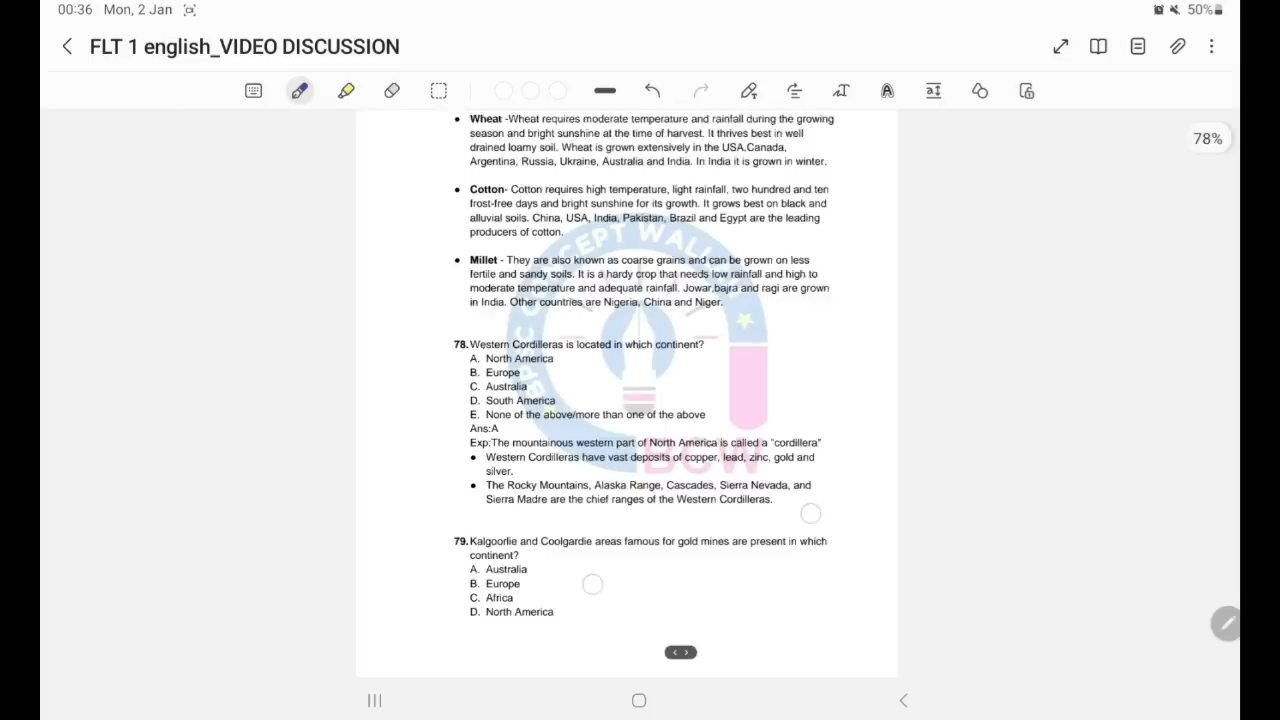 00:36 Mon, 2 Jan
50%
FLT 1 english_VIDEO DISCUSSION
78%
• Wheat -Wheat requires moderate temperature and rainfall during the growing
season and bright sunshine at the time of harvest. It thrives best in well
drained loamy soil. Wheat is grown extensively in the USA,Canada,
Argentina, Russia, Ukraine, Australia and India. In India it is grown in winter.
• Cotton- Cotton requires high temperature, light rainfall, two hundred and ten
frost-free days and bright sunshine for its growth. It grows best on black and
alluvial soils. China, USA, India, Pakistan, Brazil and Egypt are the leading
producers of cotton.
• Millet - They are also known as coarse grains and can be grown on less
fertile and sandy soils. It is a hardy crop that needs low rainfall and high to
moderate temperature and adequate rainfall. Jowar,bajra and ragi are grown
in India. Other countries are Nigeria, China and Niger.
78. Western Cordilleras is located in which continent?
A. North America
B. Europe
C. Australia
D. South America
E. None of the above/more than one of the above
Ans:A
Exp:The mountainous western part of North America is called a "cordillera"
• Western Cordilleras have vast deposits of copper, lead, zinc, gold and
silver.
• The Rocky Mountains, Alaska Range, Cascades, Sierra Nevada, and
Sierra Madre are the chief ranges of the Western Cordilleras.
79. Kalgoorlie and Coolgardie areas famous for gold mines are present in which
continent?
A. Australia
B. Europe
C. Africa
D. North America
BPSC CONCEPT WALLAH
BCW